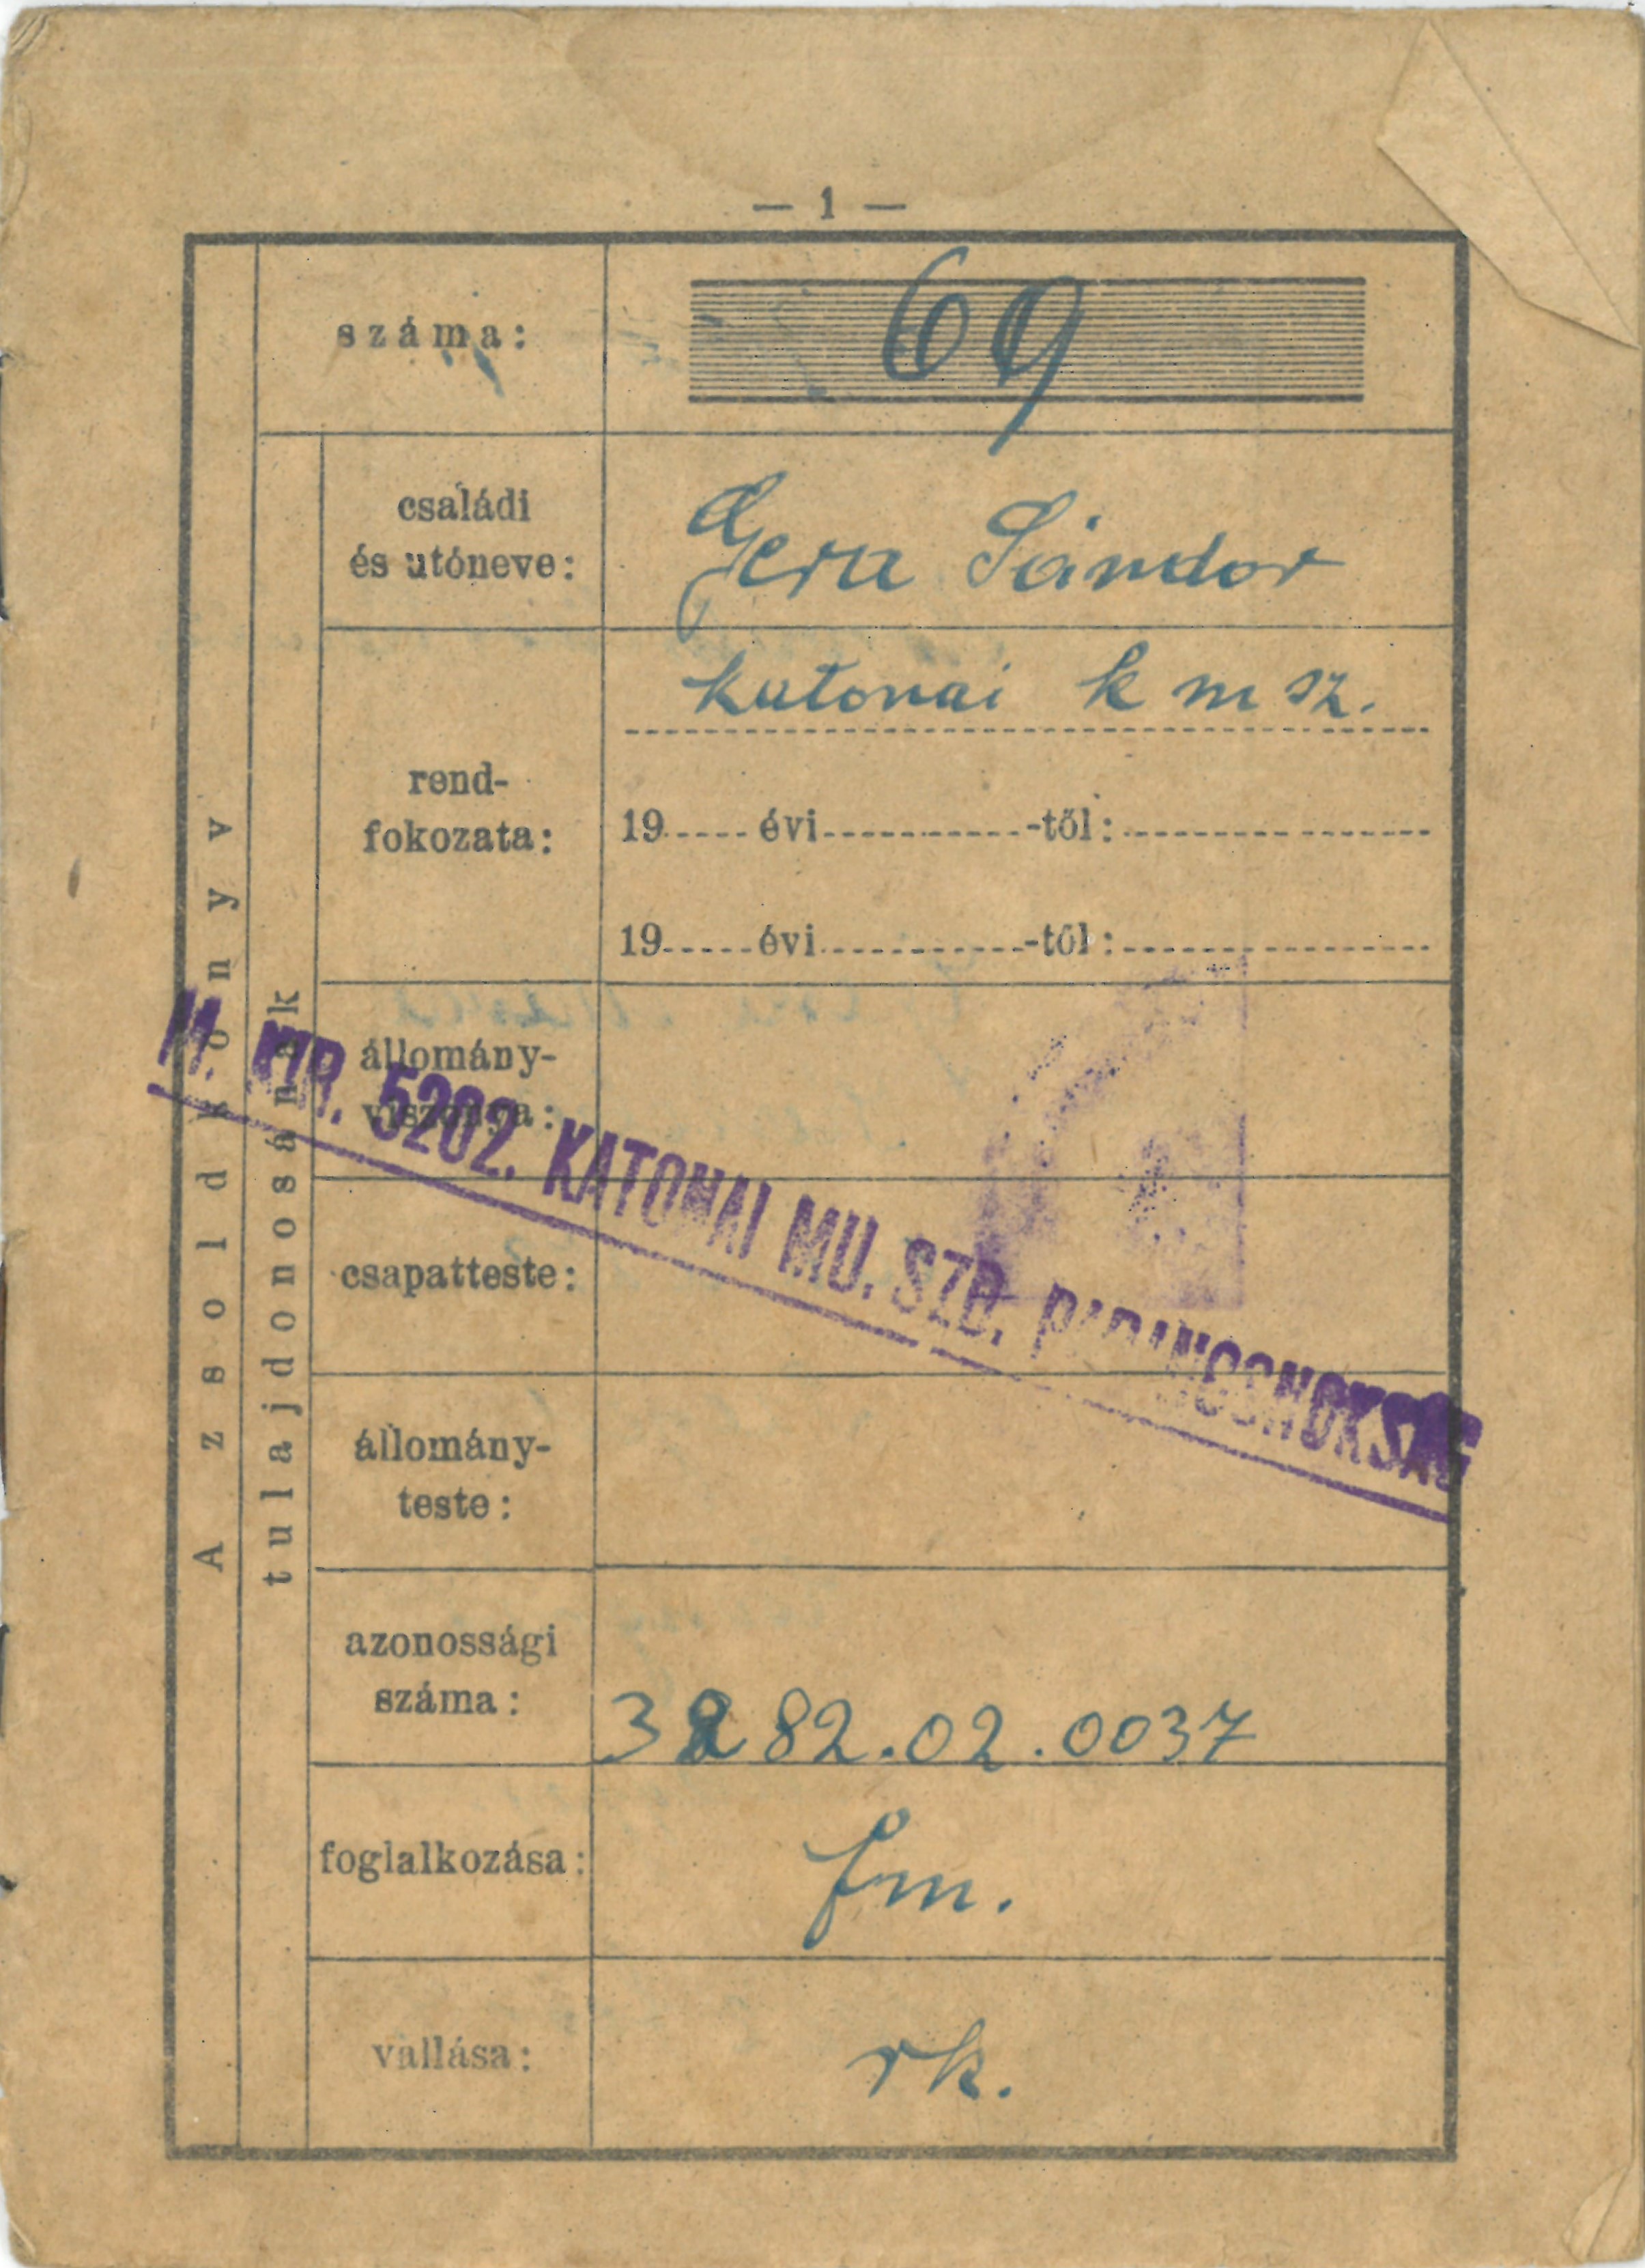 — 1 —
A zsoldkönyv
tulajdonosának
száma:
69
családi
és utóneve:
Gera Sándor
rend-
fokozata:
katonai k m sz.
19 évi -től:
19 évi -től:
állomány-
viszonya:
M. KIR. 5202. KATONAI MU. SZD. PARANCSNOKSÁG
csapatteste:
állomány-
teste:
azonossági
száma:
3282.02.0037
foglalkozása:
fm.
vallása:
rk.